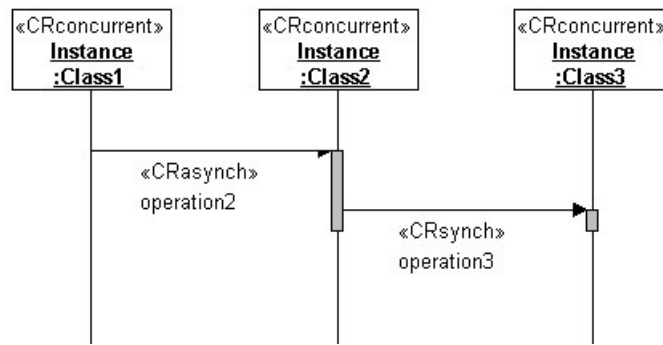 «CRconcurrent»
Instance
:Class1
«CRconcurrent»
Instance
:Class2
«CRconcurrent»
Instance
:Class3
«CRasynch»
operation2
«CRsynch»
operation3